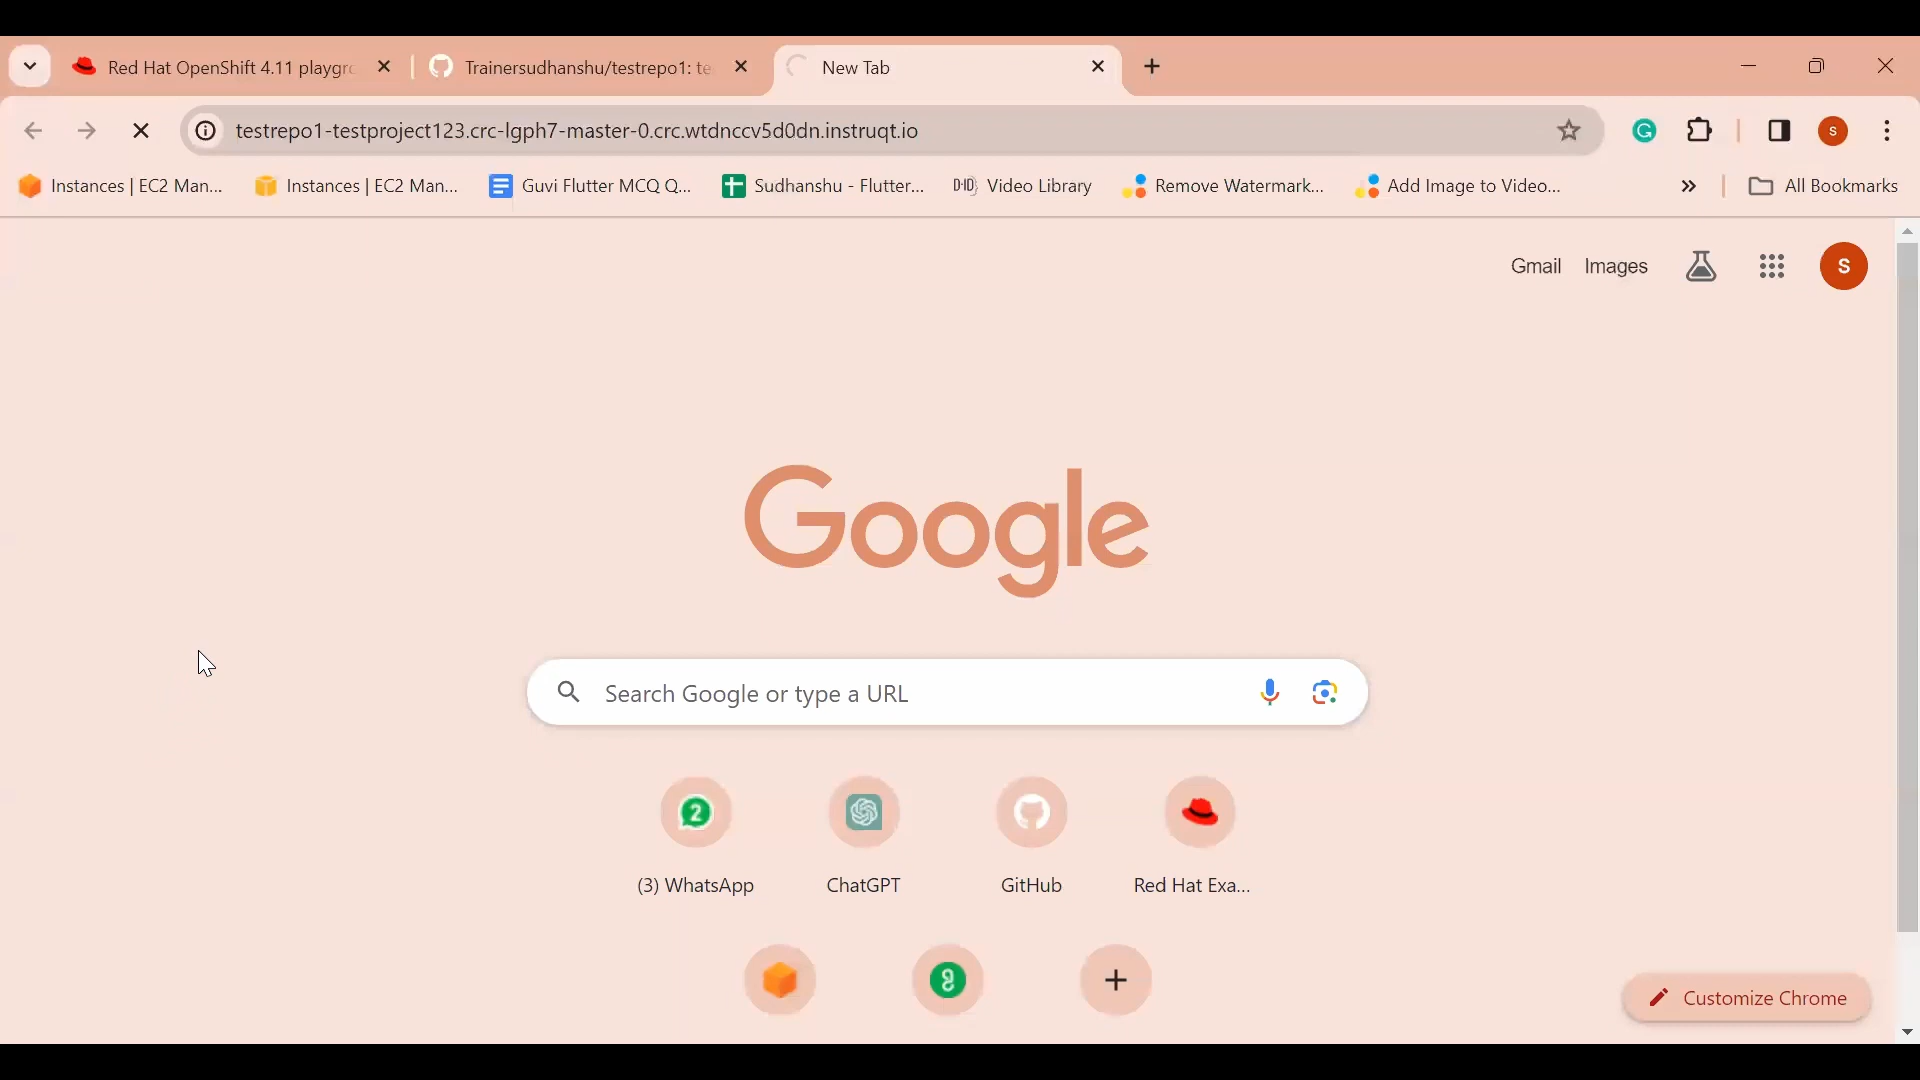 Red Hat OpenShift 4.11 playgro
Trainersudhanshu/testrepo1: te
New Tab
testrepo1-testproject123.crc-lgph7-master-0.crc.wtdnccv5d0dn.instruqt.io
S
Instances | EC2 Man...
Instances | EC2 Man...
Guvi Flutter MCQ Q...
Sudhanshu - Flutter...
D-ID Video Library
Remove Watermark...
Add Image to Video...
All Bookmarks
Gmail
Images
S
Google
Search Google or type a URL
2
(3) WhatsApp
ChatGPT
GitHub
Red Hat Exa...
Customize Chrome